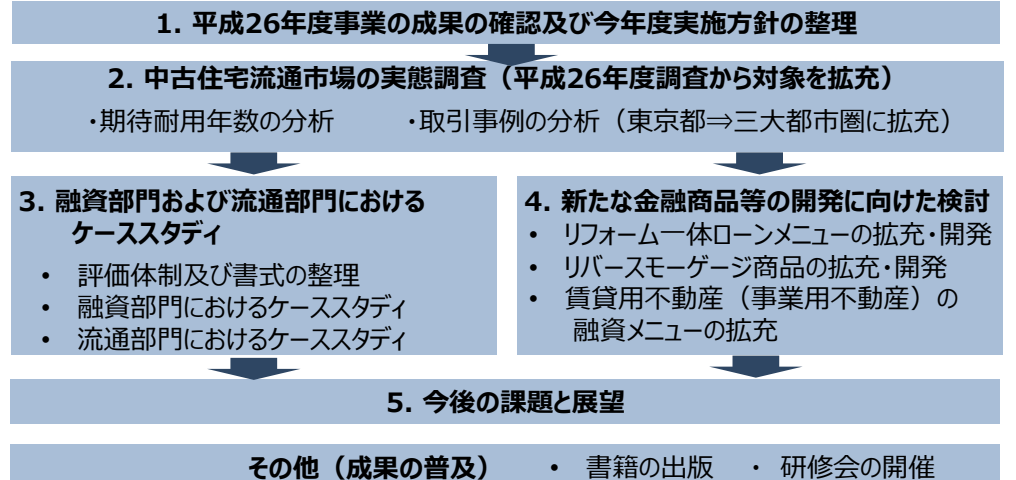 1. 平成26年度事業の成果の確認及び今年度実施方針の整理
2. 中古住宅流通市場の実態調査（平成26年度調査から対象を拡充）
・期待耐用年数の分析　　・取引事例の分析（東京都⇒三大都市圏に拡充）
3. 融資部門および流通部門における
ケーススタディ
• 評価体制及び書式の整理
• 融資部門におけるケーススタディ
• 流通部門におけるケーススタディ
4. 新たな金融商品等の開発に向けた検討
• リフォーム一体ローンメニューの拡充・開発
• リバースモーゲージ商品の拡充・開発
• 賃貸用不動産（事業用不動産）の
融資メニューの拡充
5. 今後の課題と展望
その他（成果の普及）　• 書籍の出版　・ 研修会の開催